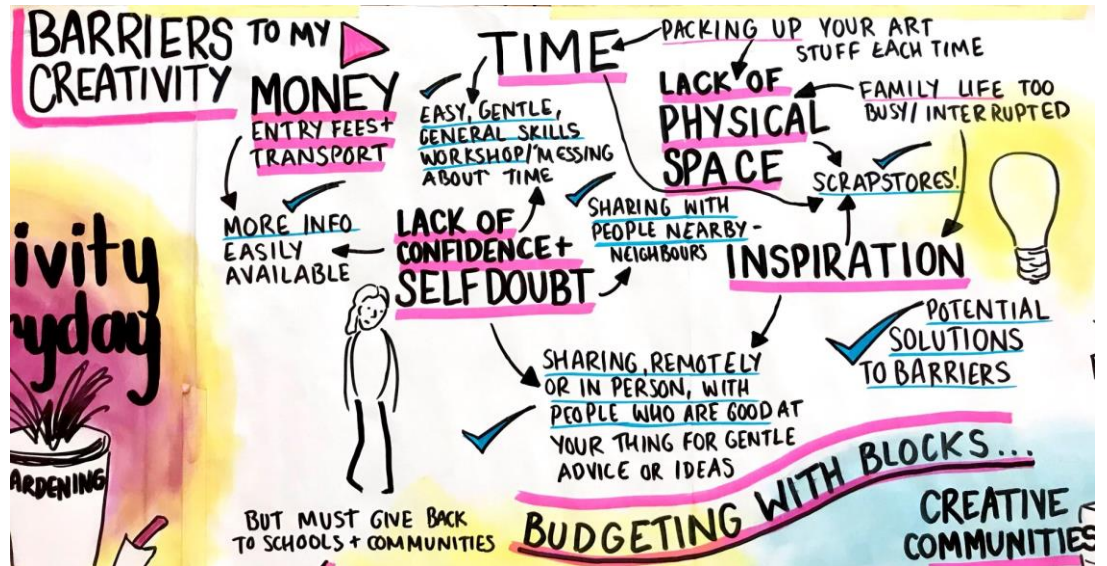 BARRIERS TO MY
CREATIVITY
MONEY
ENTRY FEES+
TRANSPORT
MORE INFO
EASILY
AVAILABLE
TIME
EASY, GENTLE,
GENERAL SKILLS
WORKSHOP/"MESSING
ABOUT TIME
PACKING UP YOUR ART
STUFF EACH TIME
LACK OF
PHYSICAL
SPACE
FAMILY LIFE TOO
BUSY/INTERRUPTED
SCRAPSTORES!
LACK OF
CONFIDENCE+
SELF DOUBT
SHARING WITH
PEOPLE NEARBY-
NEIGHBOURS
INSPIRATION
POTENTIAL
SOLUTIONS
TO BARRIERS
SHARING, REMOTELY
OR IN PERSON, WITH
PEOPLE WHO ARE GOOD AT
YOUR THING FOR GENTLE
ADVICE OR IDEAS
ivity
ryday
ARDENING
BUT MUST GIVE BACK
TO SCHOOLS + COMMUNITIES
BUDGETING WITH BLOCKS...
CREATIVE
COMMUNITIES